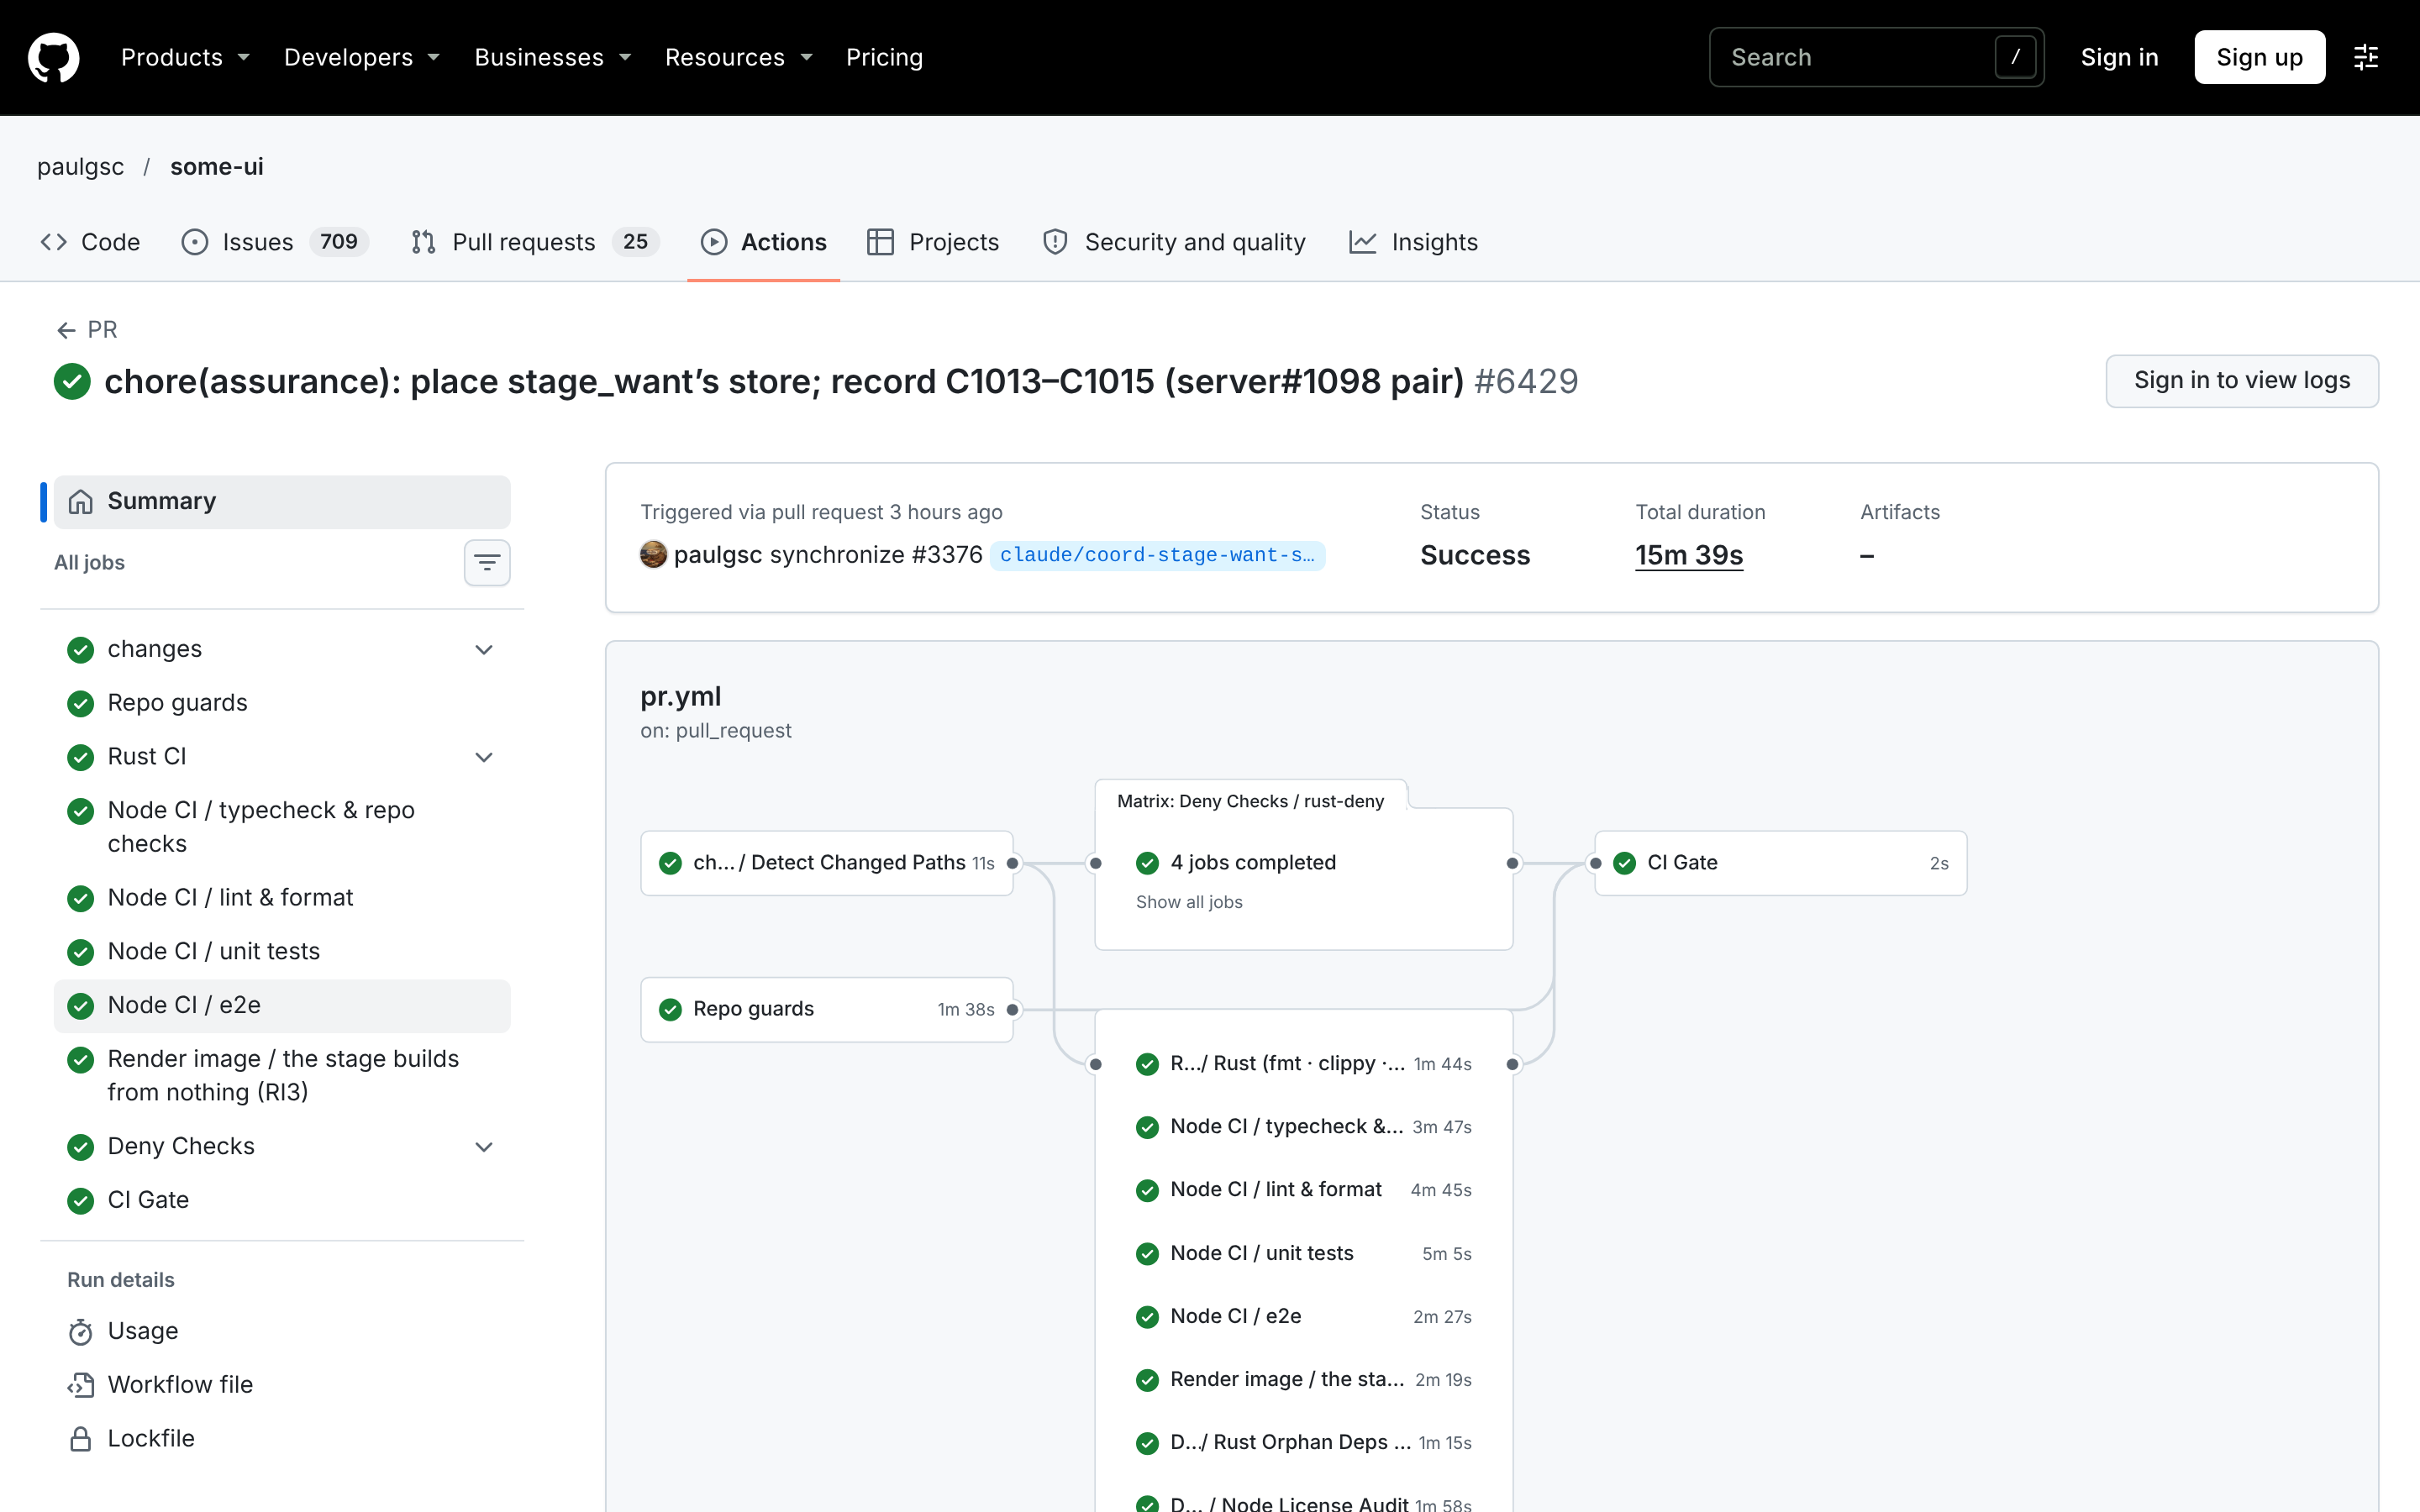 Products Developers Businesses Resources Pricing Search / Sign in Sign up
paulgsc / some-ui
Code Issues 709 Pull requests 25 Actions Projects Security and quality Insights
← PR
chore(assurance): place stage_want’s store; record C1013–C1015 (server#1098 pair) #6429
Sign in to view logs
Summary
All jobs
changes
Repo guards
Rust CI
Node CI / typecheck & repo
checks
Node CI / lint & format
Node CI / unit tests
Node CI / e2e
Render image / the stage builds
from nothing (RI3)
Deny Checks
CI Gate
Run details
Usage
Workflow file
Lockfile
Triggered via pull request 3 hours ago
paulgsc synchronize #3376 claude/coord-stage-want-s…
Status
Success
Total duration
15m 39s
Artifacts
–
pr.yml
on: pull_request
ch… / Detect Changed Paths 11s
Repo guards 1m 38s
Matrix: Deny Checks / rust-deny
4 jobs completed
Show all jobs
R…/ Rust (fmt · clippy ·… 1m 44s
Node CI / typecheck &… 3m 47s
Node CI / lint & format 4m 45s
Node CI / unit tests 5m 5s
Node CI / e2e 2m 27s
Render image / the sta… 2m 19s
D…/ Rust Orphan Deps … 1m 15s
D… / Node License Audit 1m 58s
CI Gate 2s